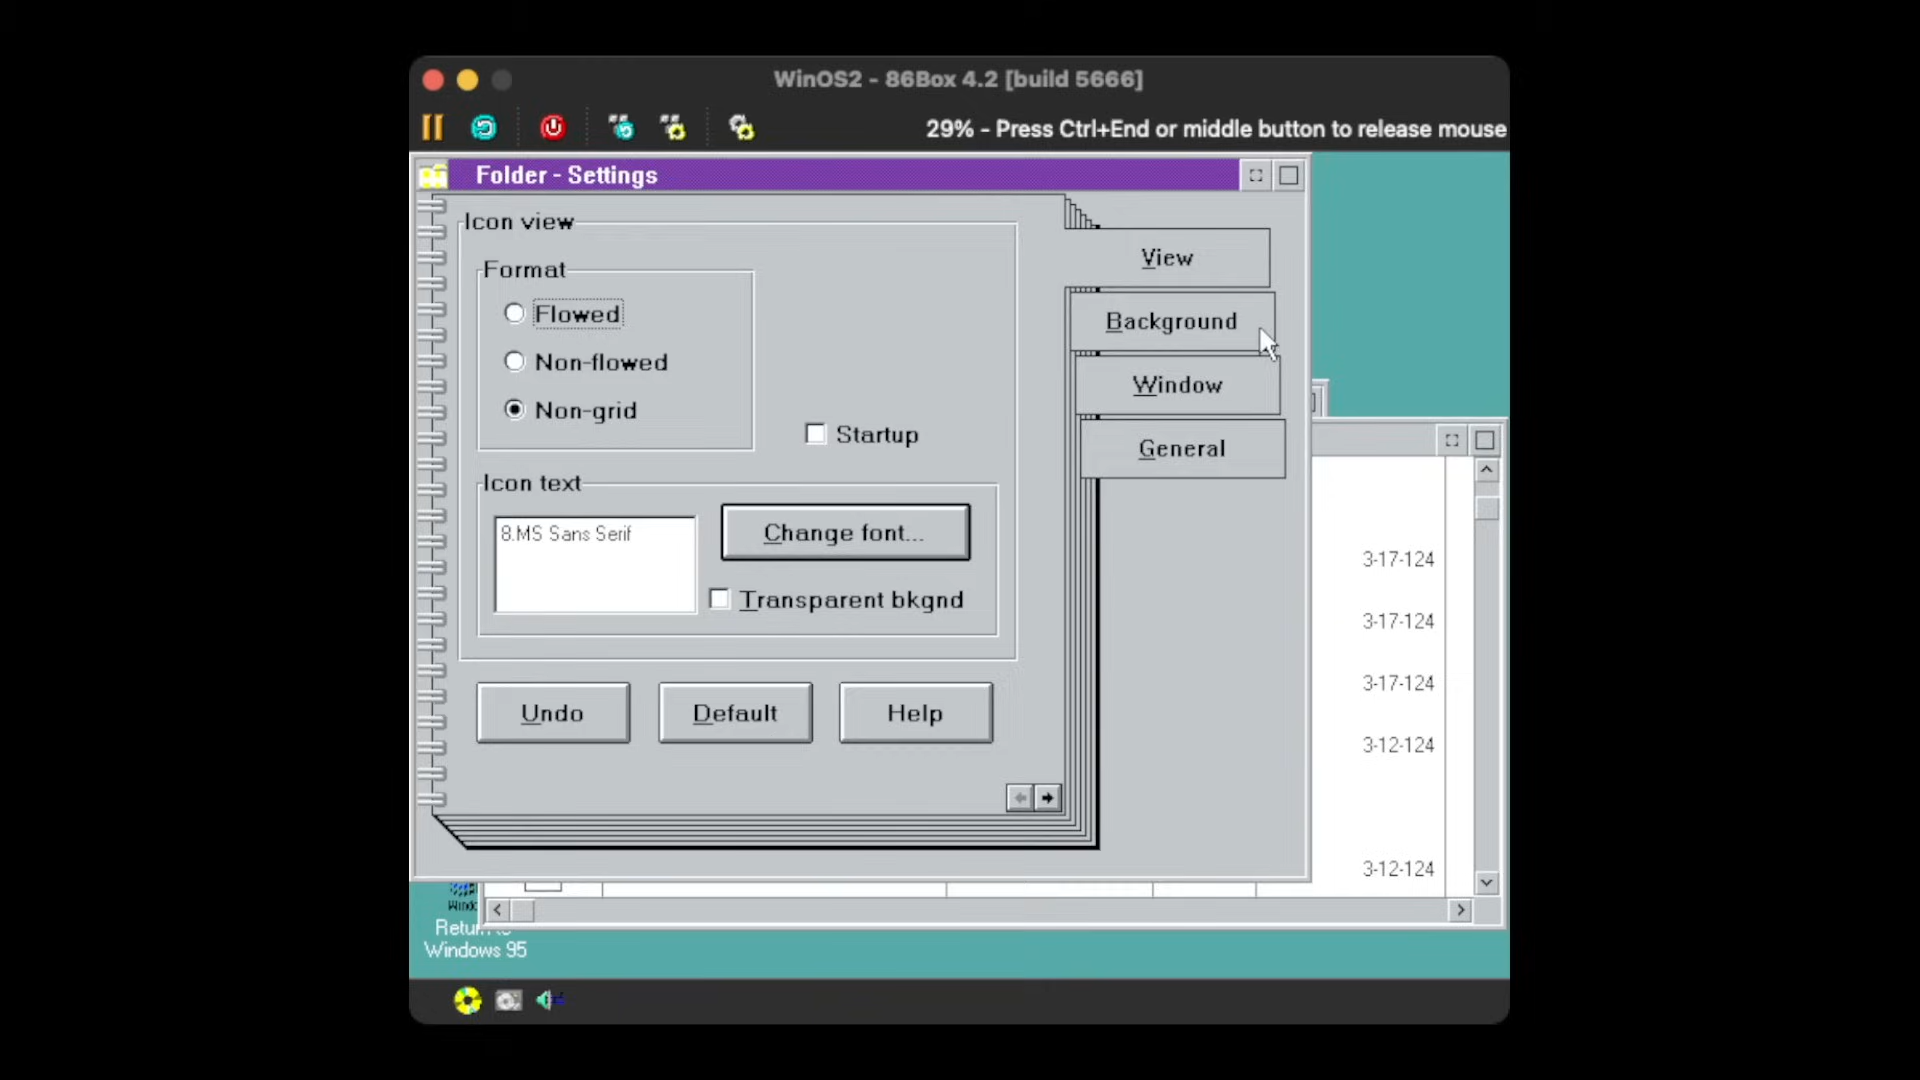 WinOS2 - 86Box 4.2 [build 5666]
29% - Press Ctrl+End or middle button to release mouse
Folder - Settings
Icon view
Format
Flowed
Non-flowed
Non-grid
Startup
Icon text
8.MS Sans Serif
Change font...
Transparent bkgnd
Undo
Default
Help
View
Background
Window
General
3-17-124
3-17-124
3-17-124
3-12-124
3-12-124
Windows 95